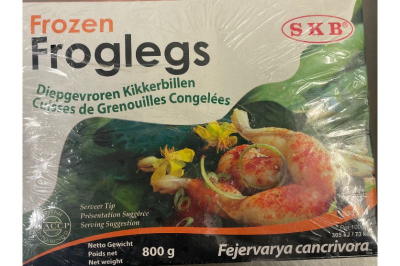 Frozen
Froglegs
SKB®
Diepgevroren Kikkerbillen
Cuisses de Grenouilles Congelées
Serveer Tip
Présentation Suggérée
Serving Suggestion
Netto Gewicht
Poids net
Net weight
800 g
Fejervarya cancrivora